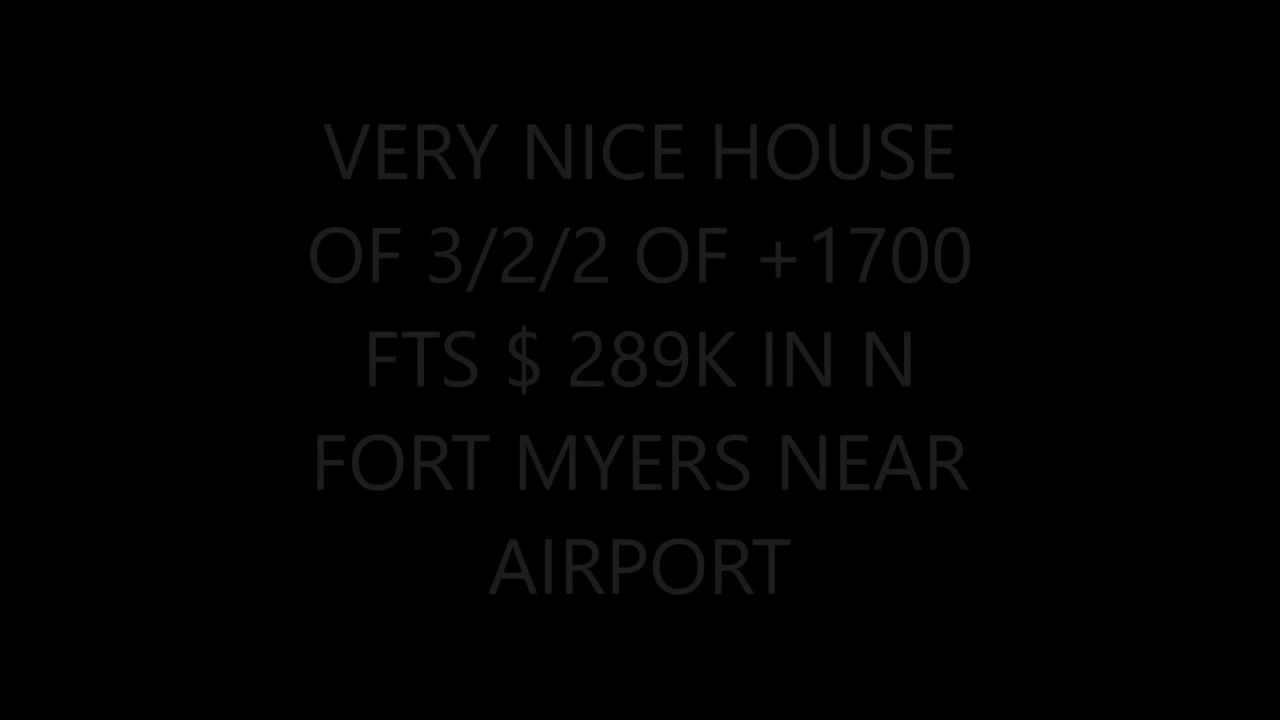 VERY NICE HOUSE
OF 3/2/2 OF +1700
FTS $ 289K IN N
FORT MYERS NEAR
AIRPORT